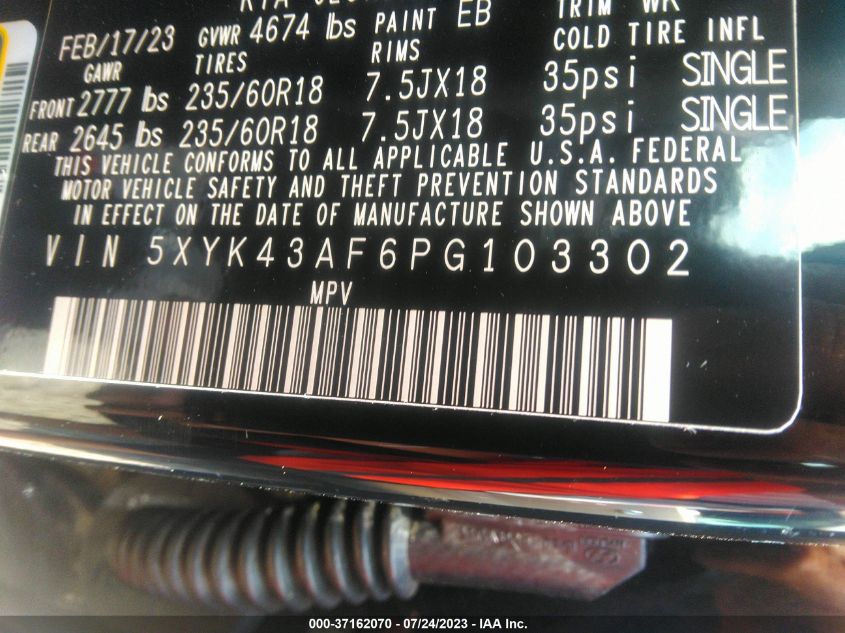 FEB/17/23 GVWR 4674 lbs PAINT EB TRIM WK
GAWR TIRES RIMS COLD TIRE INFL
FRONT 2777 lbs 235/60R18 7.5JX18 35psi SINGLE
REAR 2645 lbs 235/60R18 7.5JX18 35psi SINGLE
THIS VEHICLE CONFORMS TO ALL APPLICABLE U.S.A. FEDERAL
MOTOR VEHICLE SAFETY AND THEFT PREVENTION STANDARDS
IN EFFECT ON THE DATE OF MANUFACTURE SHOWN ABOVE
VIN 5XYK43AF6PG103302
MPV
000-37162070 / 07/24/2023 - IAA Inc.